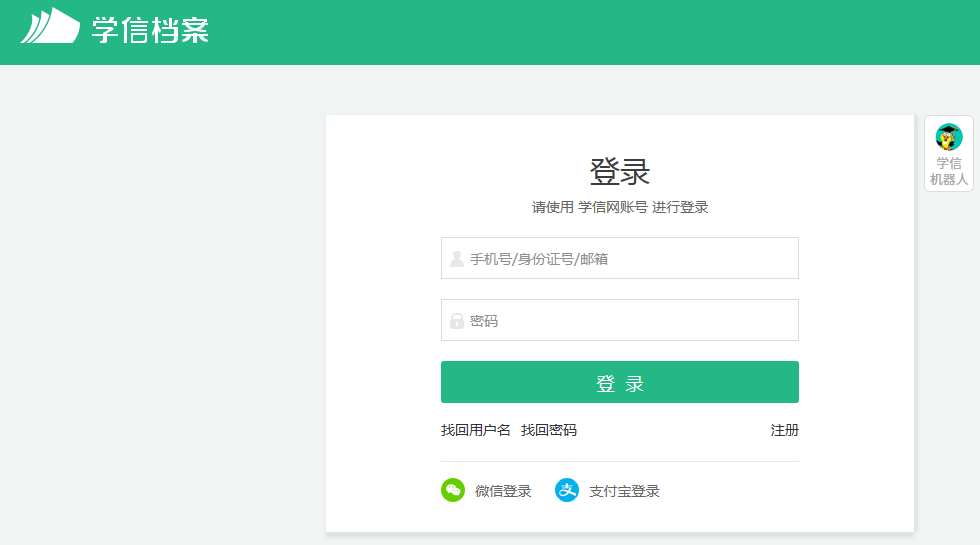 学信档案
登录
请使用 学信网账号 进行登录
手机号/身份证号/邮箱
密码
登 录
找回用户名 找回密码 注册
微信登录 支付宝登录
学信
机器人